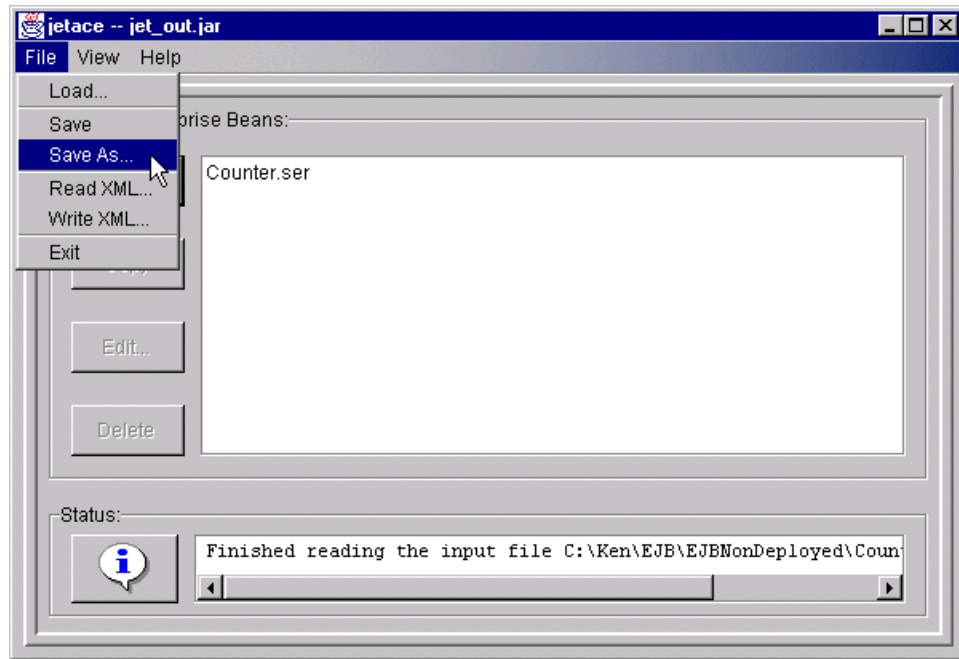 jetace -- jet_out.jar
File View Help
Load...
Save
Save As...
Read XML...
Write XML...
Exit
prise Beans:
Counter.ser
Edit...
Delete
Status:
Finished reading the input file C:\Ken\EJB\EJBNonDeployed\Coun